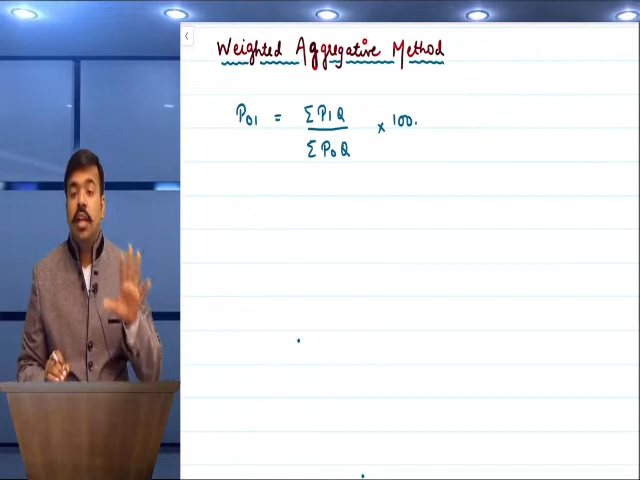 Weighted Aggregative Method
P01 = ΣP1Q / ΣP0Q × 100.